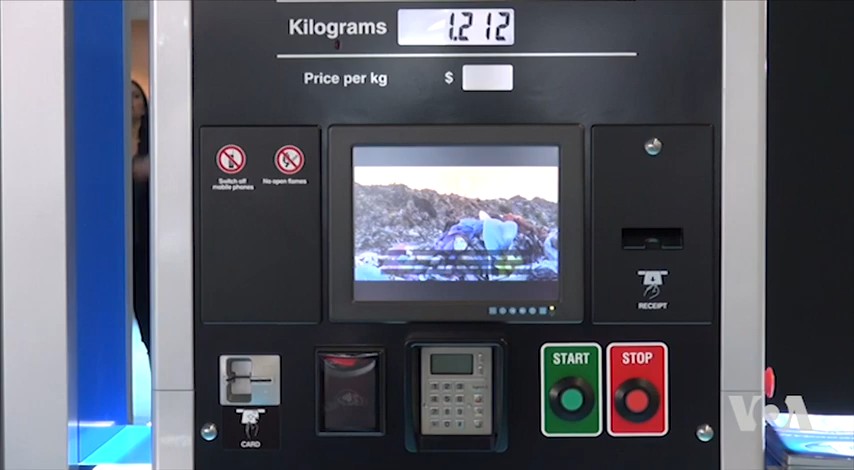 Kilograms 1.212
Price per kg $
Switch off
mobile phones
No open flames
RECEIPT
START
STOP
CARD
VOA